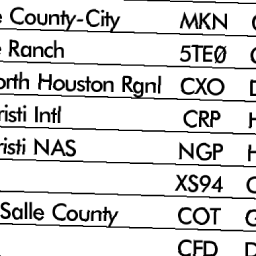 e County-City MKN
e Ranch 5TE0
orth Houston Rgnl CXO
risti Intl CRP H
risti NAS NGP H
XS94
Salle County COT G
CFD D